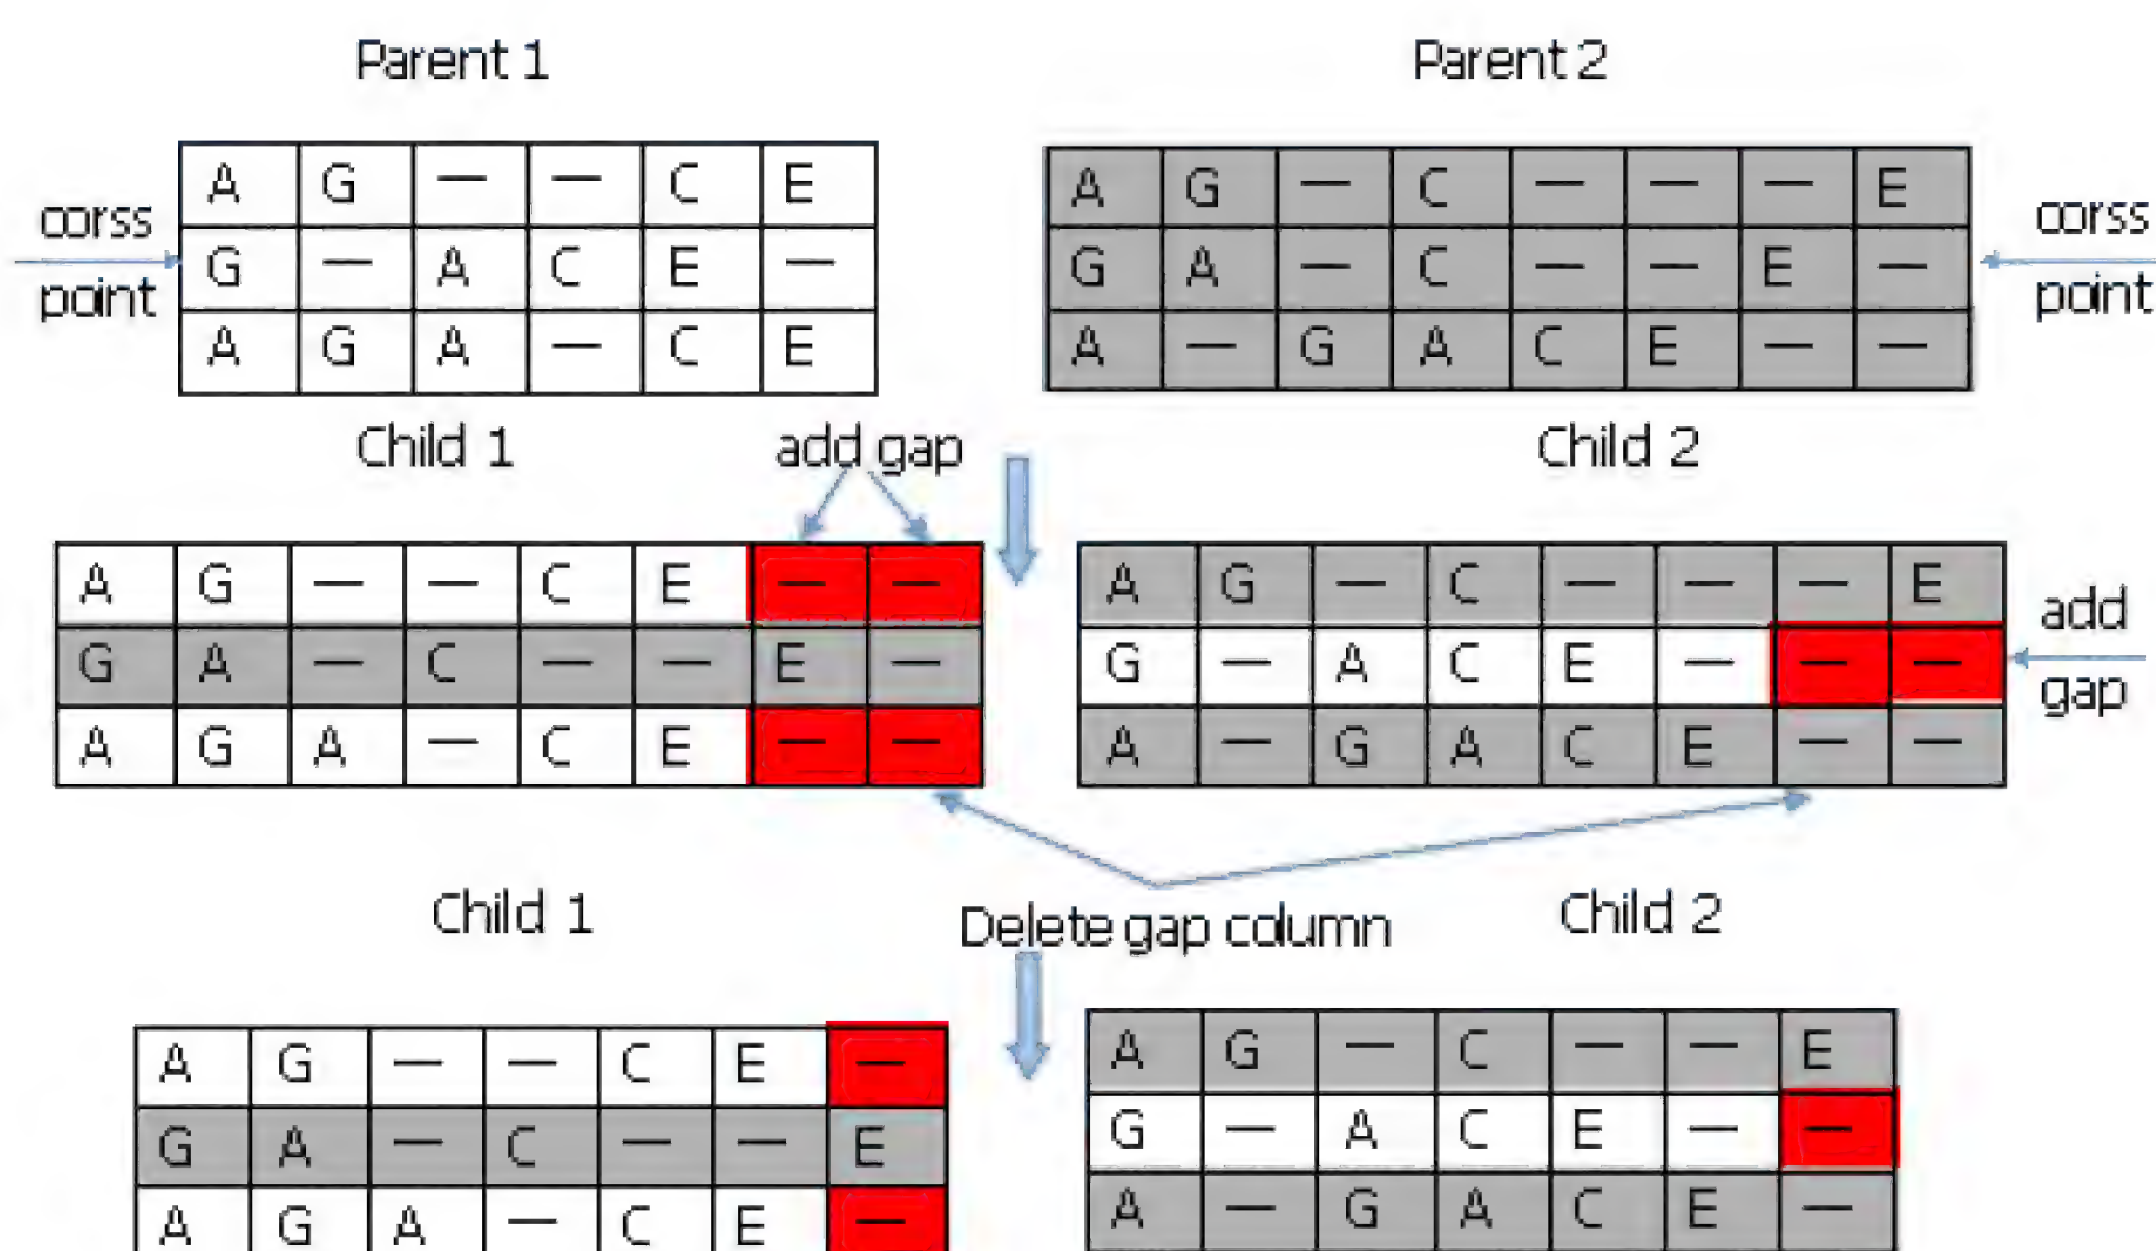 Parent 1
Parent 2
A G — — C E
G — A C E —
A G A — C E
corss
point
A G — C — — — E
G A — C — — E —
A — G A C E — —
corss
point
Child 1
add gap
Child 2
A G — — C E — —
G A — C — — E —
A G A — C E — —
A G — C — — — E
G — A C E — — —
A — G A C E — —
add
gap
Child 1
Delete gap column
Child 2
A G — — C E —
G A — C — — E
A G A — C E —
A G — C — — E
G — A C E — —
A — G A C E —